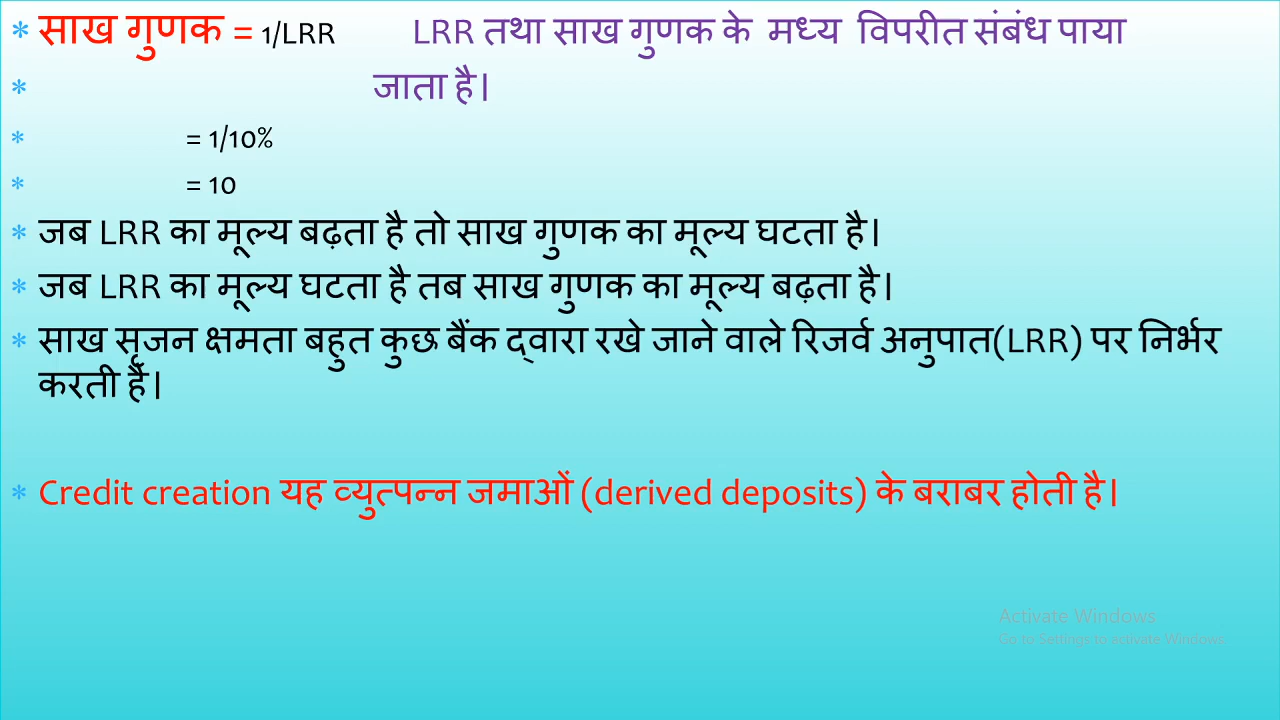 * साख गुणक = 1/LRR LRR तथा साख गुणक के मध्य विपरीत संबंध पाया
* जाता है।
* = 1/10%
* = 10
* जब LRR का मूल्य बढ़ता है तो साख गुणक का मूल्य घटता है।
* जब LRR का मूल्य घटता है तब साख गुणक का मूल्य बढ़ता है।
* साख सृजन क्षमता बहुत कुछ बैंक द्वारा रखे जाने वाले रिजर्व अनुपात(LRR) पर निर्भर
करती हैं।
* Credit creation यह व्युत्पन्न जमाओं (derived deposits) के बराबर होती है।
Activate Windows
Go to Settings to activate Windows.